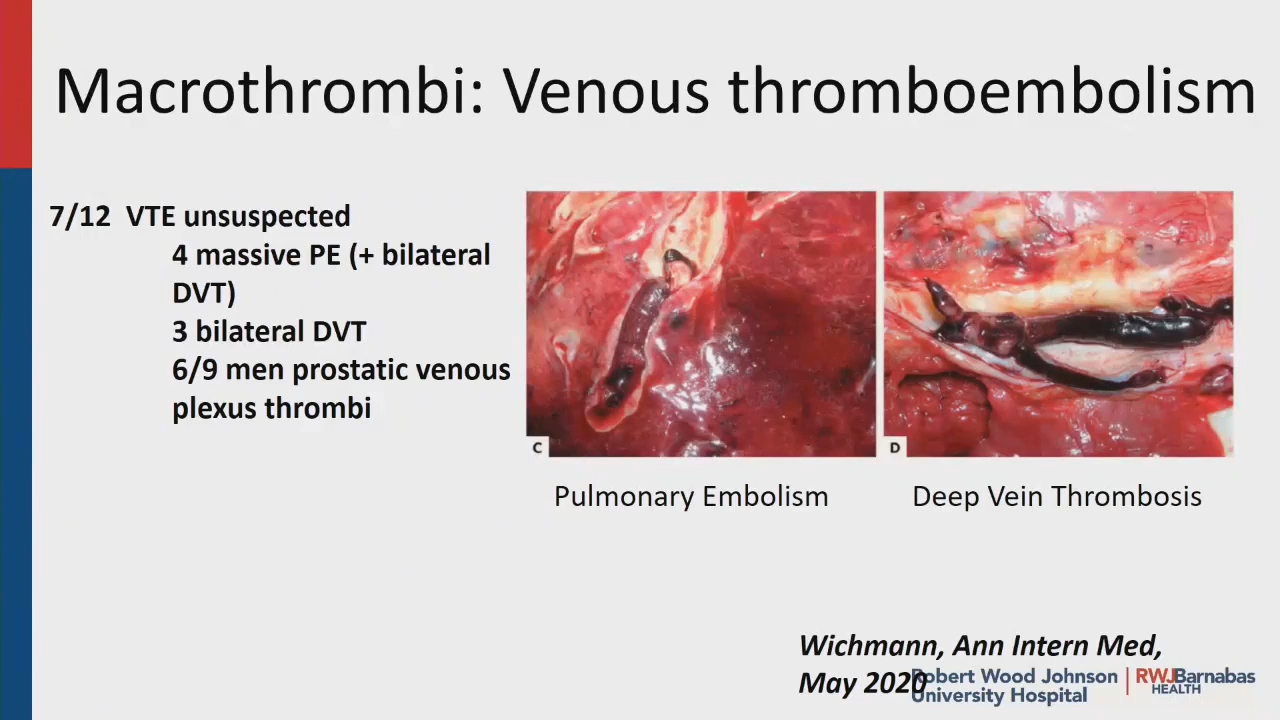 Macrothrombi: Venous thromboembolism
7/12 VTE unsuspected
4 massive PE (+ bilateral
DVT)
3 bilateral DVT
6/9 men prostatic venous
plexus thrombi
C
D
Pulmonary Embolism
Deep Vein Thrombosis
Wichmann, Ann Intern Med,
May 2020
Robert Wood Johnson
University Hospital
RWJBarnabas
HEALTH